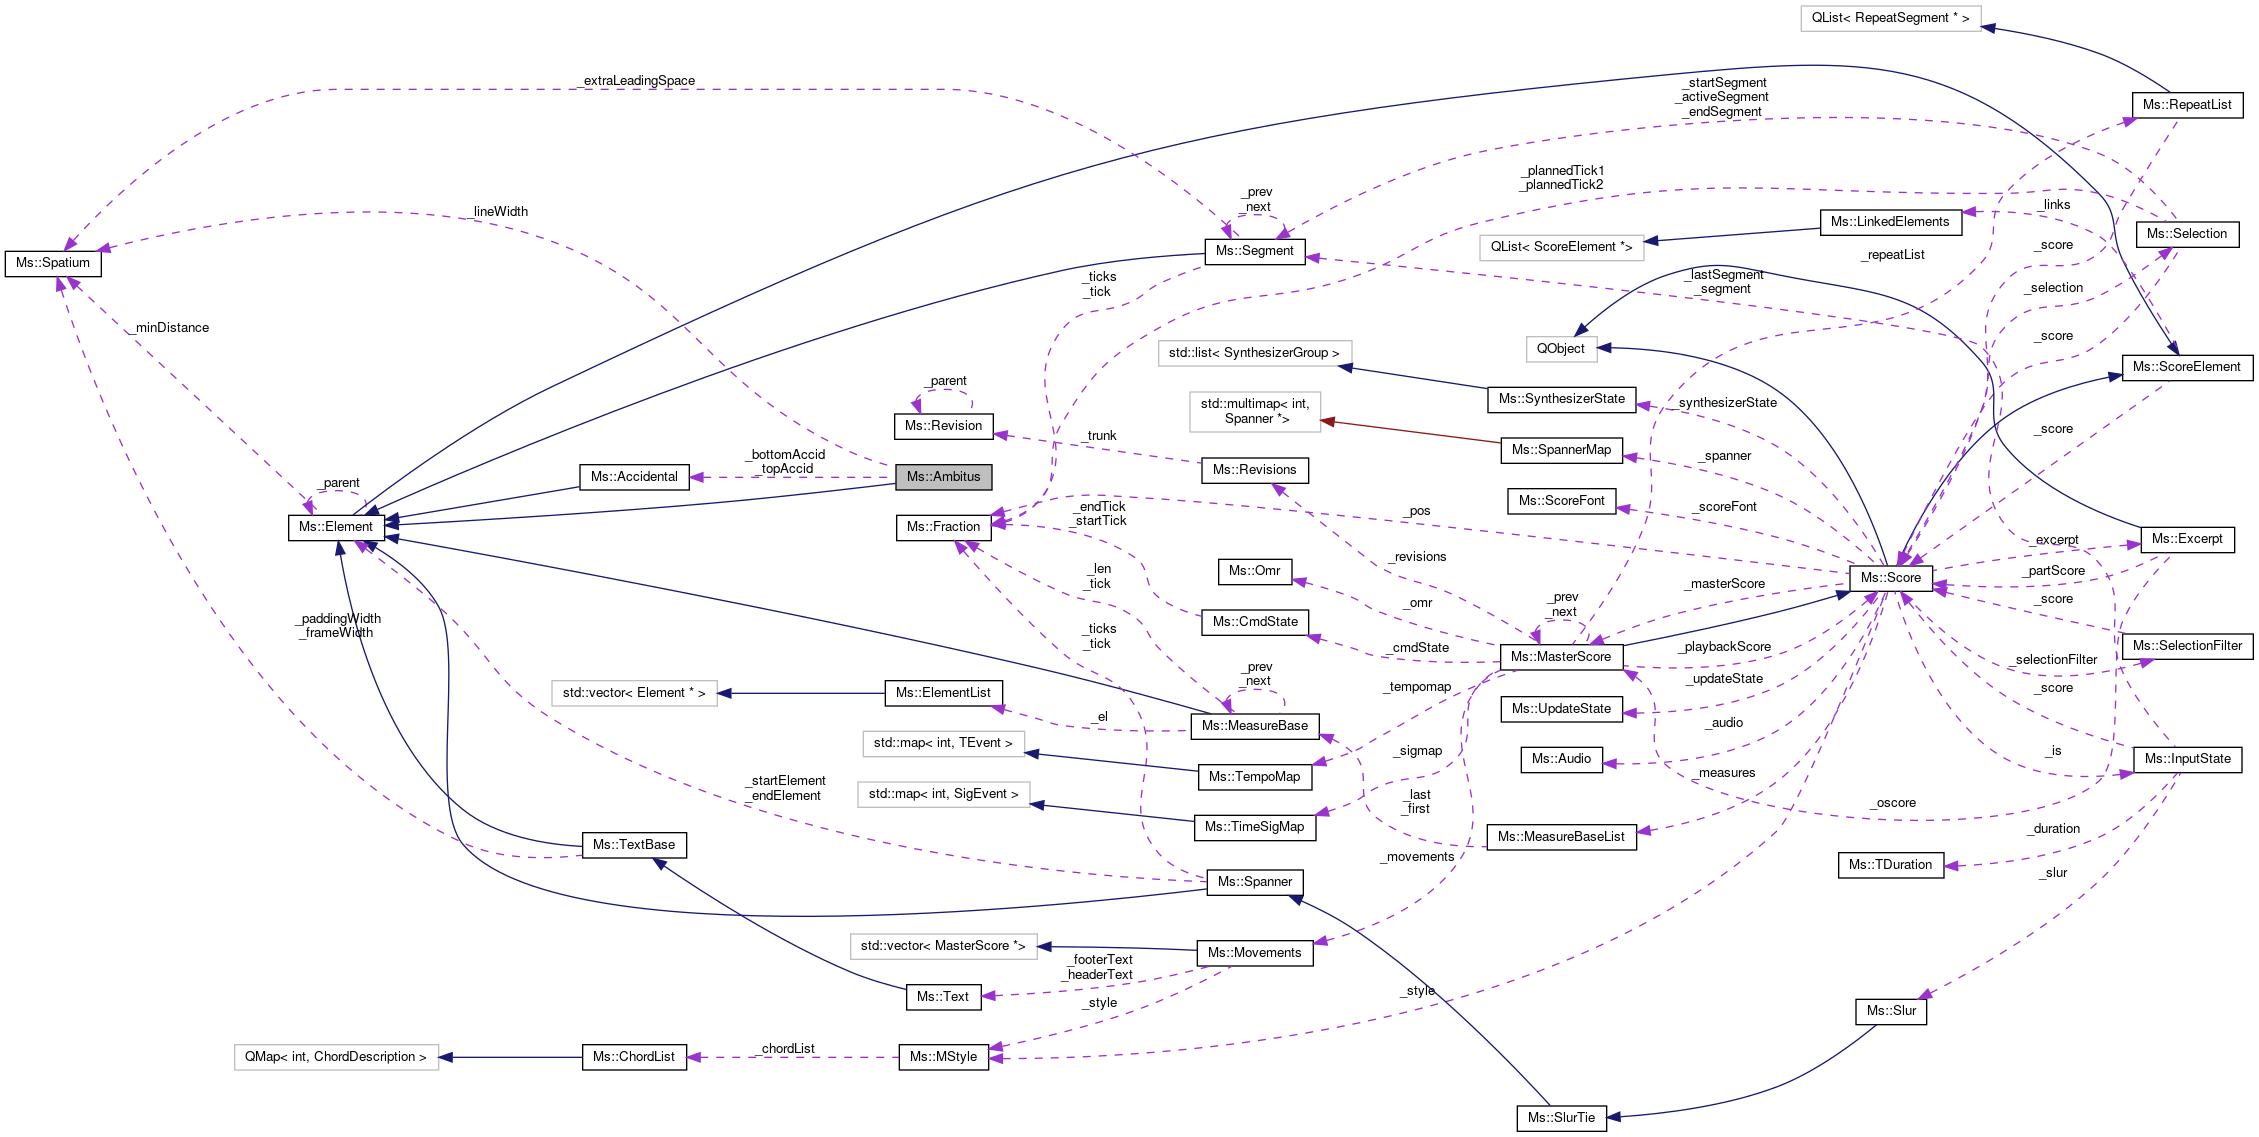 QList< RepeatSegment * >
_extraLeadingSpace
_startSegment
_activeSegment
_endSegment
Ms::RepeatList
_plannedTick1
_plannedTick2
_prev
_next
_lineWidth
_links
Ms::LinkedElements
Ms::Selection
Ms::Spatium
Ms::Segment
QList< ScoreElement *>
_repeatList
_score
_ticks
_tick
_lastSegment
_segment
_selection
_minDistance
_score
std::list< SynthesizerGroup >
QObject
Ms::ScoreElement
_parent
Ms::Revision
std::multimap< int,
Spanner *>
Ms::SynthesizerState
_synthesizerState
_trunk
_score
_bottomAccid
_topAccid
Ms::Revisions
Ms::SpannerMap
_spanner
_parent
Ms::Accidental
Ms::Ambitus
Ms::Element
Ms::Fraction
_endTick
_startTick
Ms::ScoreFont
_scoreFont
_pos
_excerpt
Ms::Excerpt
_revisions
Ms::Omr
_len
_tick
_masterScore
Ms::Score
_partScore
_omr
_prev
_next
_score
_paddingWidth
_frameWidth
_ticks
_tick
Ms::CmdState
_cmdState
Ms::MasterScore
_playbackScore
Ms::SelectionFilter
_selectionFilter
std::vector< Element * >
Ms::ElementList
_prev
_next
_tempomap
_updateState
_score
_el
Ms::MeasureBase
Ms::UpdateState
_audio
std::map< int, TEvent >
_sigmap
Ms::Audio
_is
Ms::InputState
_startElement
_endElement
Ms::TempoMap
_measures
std::map< int, SigEvent >
_last
_first
_oscore
Ms::TextBase
Ms::TimeSigMap
Ms::MeasureBaseList
_duration
_movements
Ms::TDuration
Ms::Spanner
_slur
std::vector< MasterScore *>
Ms::Movements
_footerText
_headerText
Ms::Text
_style
_style
Ms::Slur
QMap< int, ChordDescription >
Ms::ChordList
_chordList
Ms::MStyle
Ms::SlurTie